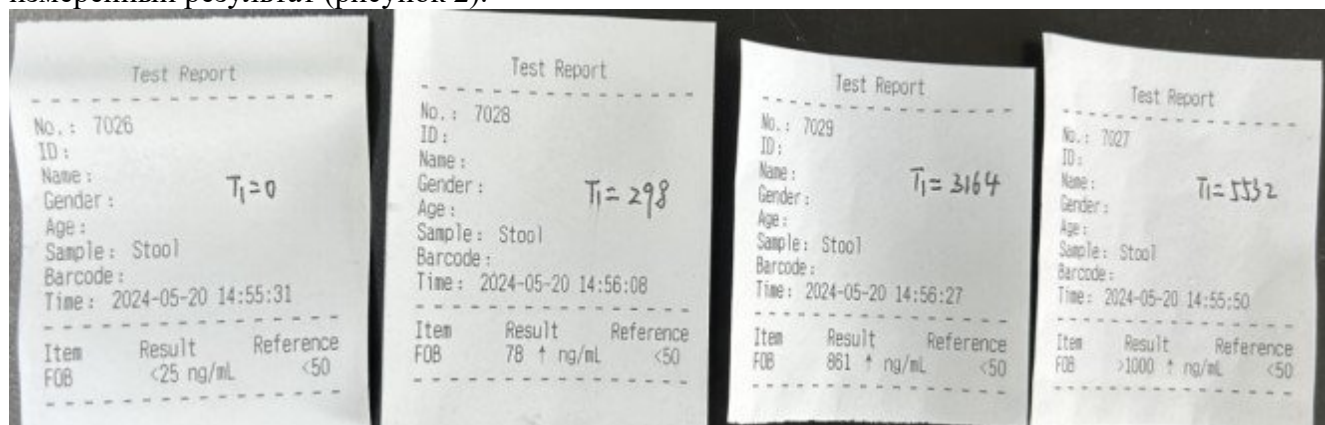 измеренный результат (рисунок 2).
Test Report
No.: 7026
ID:
Name:
T1=0
Gender:
Age:
Sample: Stool
Barcode:
Time: 2024-05-20 14:55:31
Item Result Reference
FOB <25 ng/mL <50
Test Report
No.: 7028
ID:
Name:
Gender:
T1=298
Age:
Sample: Stool
Barcode:
Time: 2024-05-20 14:56:08
Item Result Reference
FOB 78 ↑ ng/mL <50
Test Report
No.: 7029
ID:
Name:
T1=3164
Gender:
Age:
Sample: Stool
Barcode:
Time: 2024-05-20 14:56:27
Item Result Reference
FOB 861 ↑ ng/mL <50
Test Report
No.: 7027
ID:
Name:
T1=5532
Gender:
Age:
Sample: Stool
Barcode:
Time: 2024-05-20 14:55:50
Item Result Reference
FOB >1000 ↑ ng/mL <50